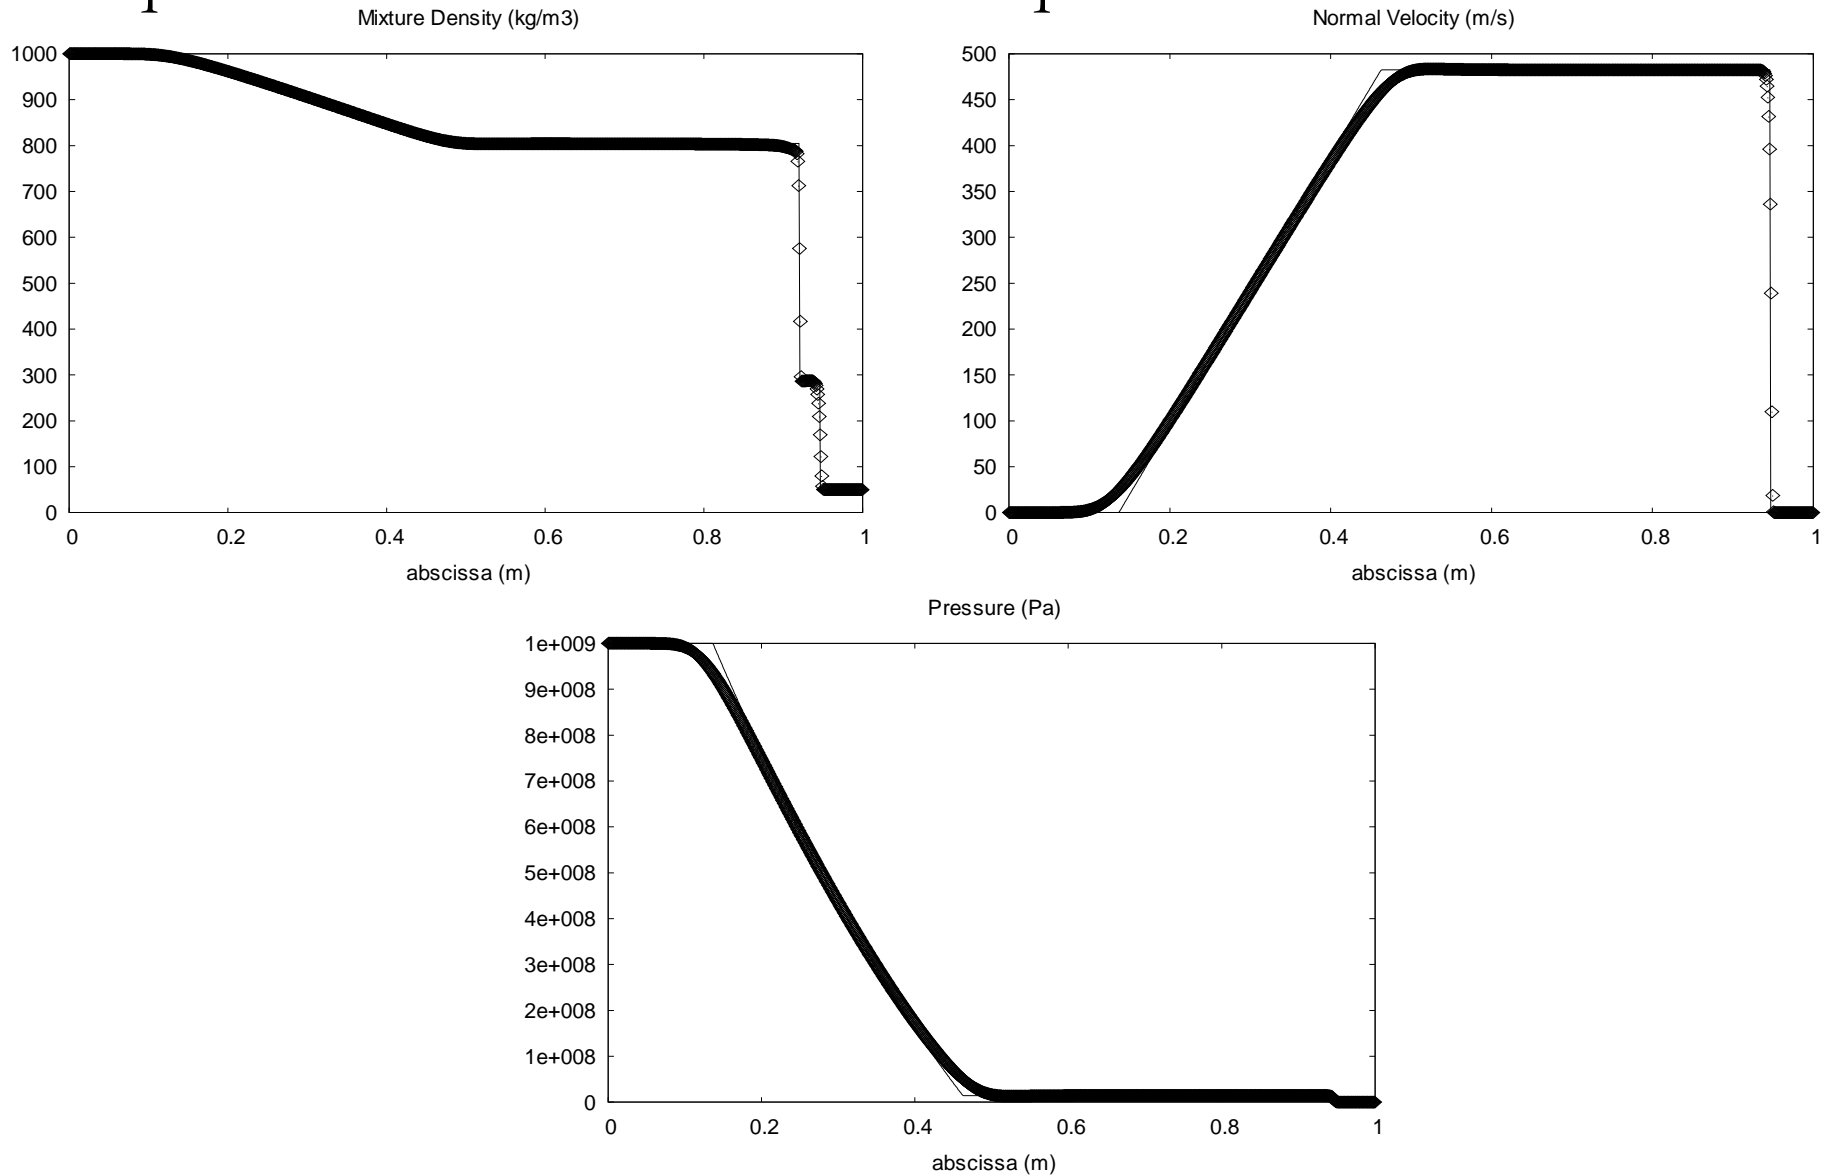 Mixture Density (kg/m3)
1000
900
800
700
600
500
400
300
200
100
0
0 0.2 0.4 0.6 0.8 1
abscissa (m)
Normal Velocity (m/s)
500
450
400
350
300
250
200
150
100
50
0
0 0.2 0.4 0.6 0.8 1
abscissa (m)
Pressure (Pa)
1e+009
9e+008
8e+008
7e+008
6e+008
5e+008
4e+008
3e+008
2e+008
1e+008
0
0 0.2 0.4 0.6 0.8 1
abscissa (m)